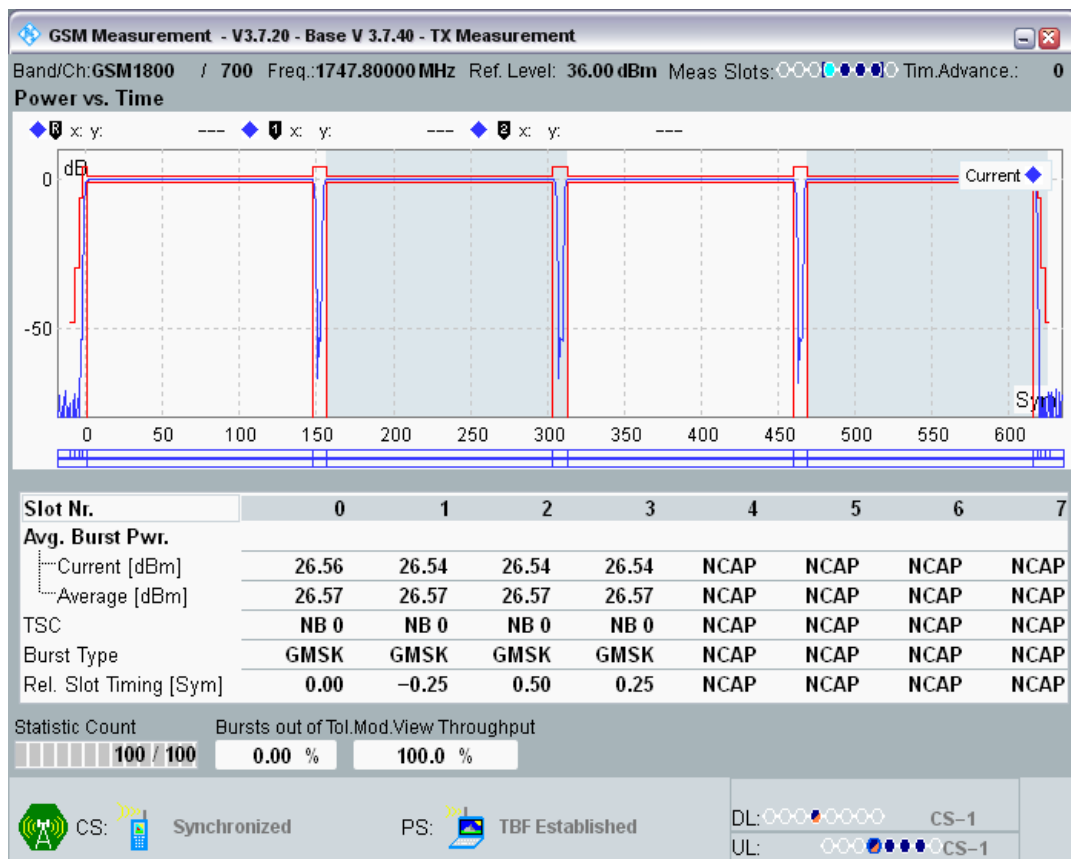 GSM Measurement - V3.7.20 - Base V 3.7.40 - TX Measurement
Band/Ch:GSM1800 / 700 Freq.:1747.80000 MHz Ref. Level: 36.00 dBm Meas Slots: Tim.Advance.: 0
Power vs. Time
R x: y: --- 1 x: y: --- 2 x: y: ---
dB
0
Current
-50
Sym
0 50 100 150 200 250 300 350 400 450 500 550 600
Slot Nr. 0 1 2 3 4 5 6 7
Avg. Burst Pwr.
Current [dBm] 26.56 26.54 26.54 26.54 NCAP NCAP NCAP NCAP
Average [dBm] 26.57 26.57 26.57 26.57 NCAP NCAP NCAP NCAP
TSC NB 0 NB 0 NB 0 NB 0 NCAP NCAP NCAP NCAP
Burst Type GMSK GMSK GMSK GMSK NCAP NCAP NCAP NCAP
Rel. Slot Timing [Sym] 0.00 −0.25 0.50 0.25 NCAP NCAP NCAP NCAP
Statistic Count Bursts out of Tol. Mod.View Throughput
100 / 100 0.00 % 100.0 %
CS: Synchronized PS: TBF Established
DL: CS−1
UL: CS−1